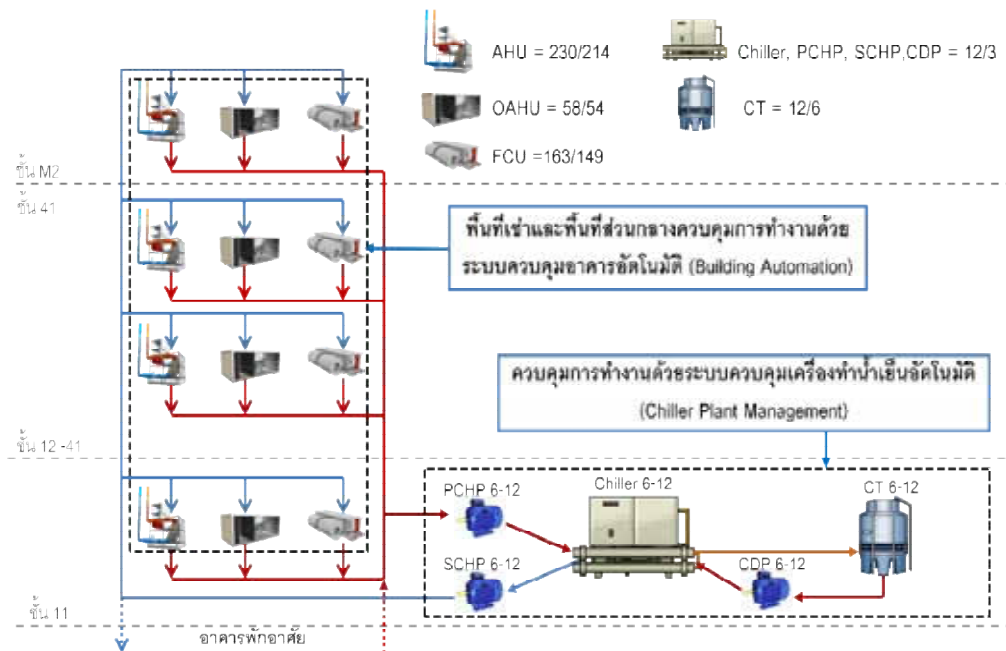 AHU = 230/214
Chiller, PCHP, SCHP,CDP = 12/3
OAHU = 58/54
CT = 12/6
FCU =163/149
ชั้น M2
ชั้น 41
พื้นที่เช่าและพื้นที่ส่วนกลางควบคุมการทำงานด้วย
ระบบควบคุมอาคารอัตโนมัติ (Building Automation)
ควบคุมการทำงานด้วยระบบควบคุมเครื่องทำน้ำเย็นอัตโนมัติ
(Chiller Plant Management)
ชั้น 12 -41
PCHP 6-12
Chiller 6-12
CT 6-12
SCHP 6-12
CDP 6-12
ชั้น 11
อาคารพักอาศัย